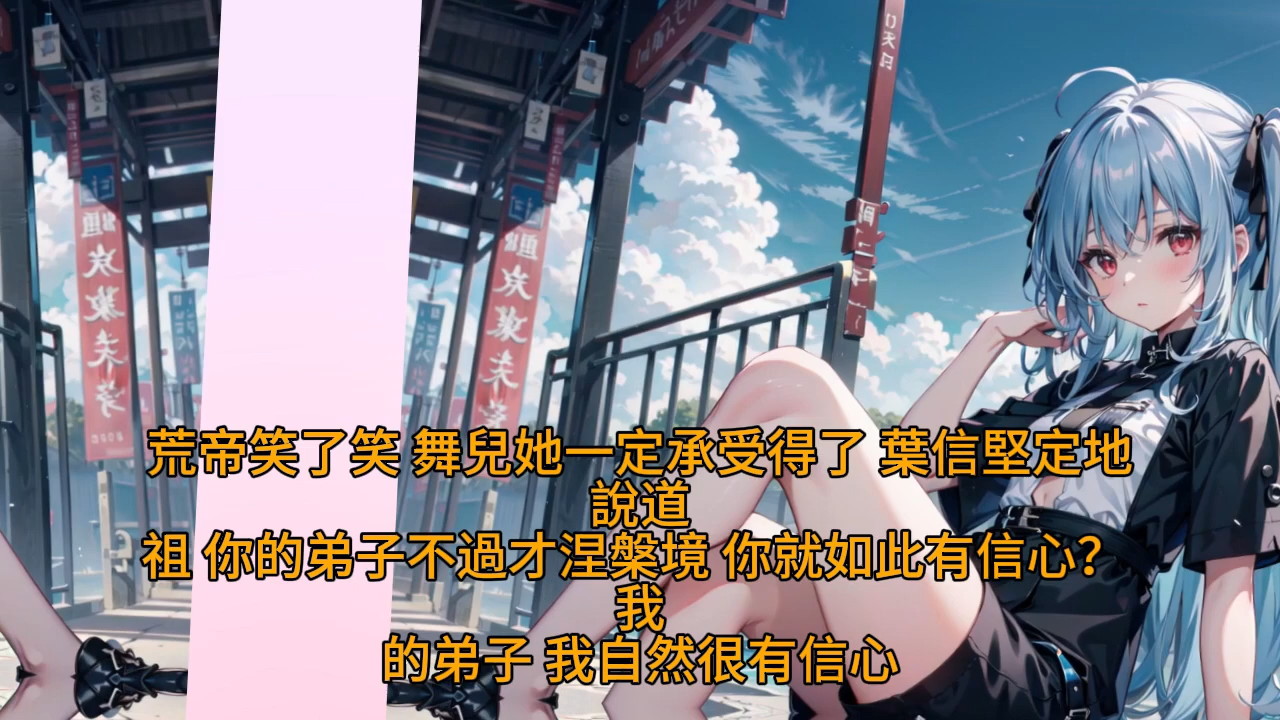 荒帝笑了笑 舞兒她一定承受得了 葉信堅定地
說道
祖 你的弟子不過才涅槃境 你就如此有信心？
我
的弟子 我自然很有信心